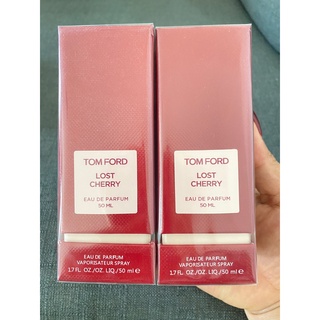 TOM FORD
LOST
CHERRY
EAU DE PARFUM
50 ML
EAU DE PARFUM
VAPORISATEUR SPRAY
1.7 FL. OZ./OZ. LIQ./50 ml ℮
TOM FORD
LOST
CHERRY
EAU DE PARFUM
50 ML
EAU DE PARFUM
VAPORISATEUR SPRAY
1.7 FL. OZ./OZ. LIQ./50 ml ℮